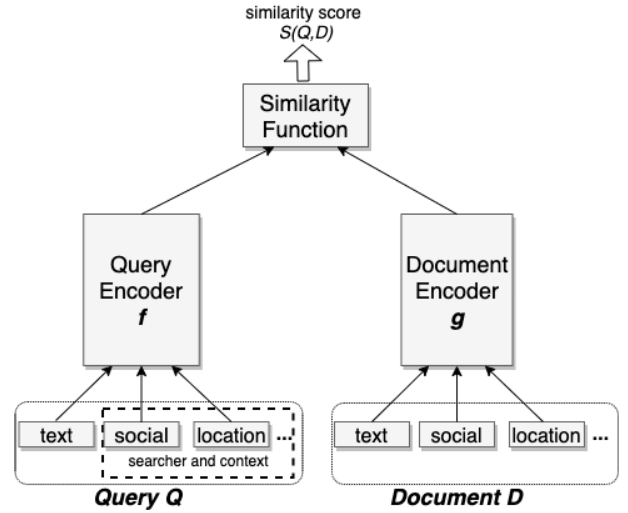 similarity score
S(Q,D)
Similarity
Function
Query
Encoder
f
Document
Encoder
g
text
social
location
...
searcher and context
text
social
location
...
Query Q
Document D